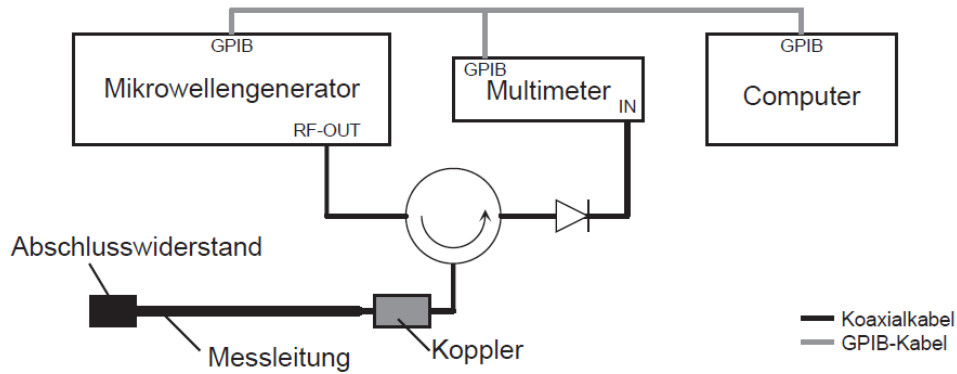 GPIB
Mikrowellengenerator
RF-OUT
GPIB
Multimeter
IN
GPIB
Computer
Abschlusswiderstand
Messleitung
Koppler
Koaxialkabel
GPIB-Kabel